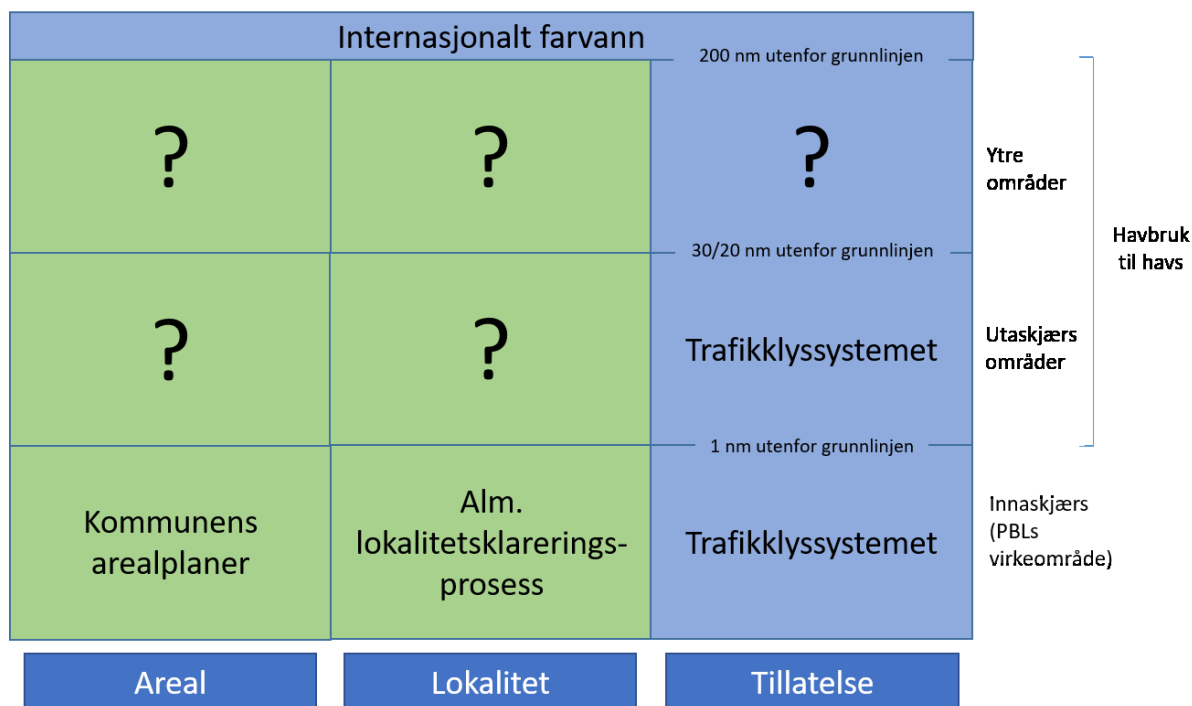 Internasjonalt farvann
200 nm utenfor grunnlinjen
?
?
?
Ytre
områder
30/20 nm utenfor grunnlinjen
Havbruk
til havs
?
?
Trafikklyssystemet
Utaskjærs
områder
1 nm utenfor grunnlinjen
Kommunens
arealplaner
Alm.
lokalitetsklarerings-
prosess
Trafikklyssystemet
Innaskjærs
(PBLs
virkeområde)
Areal
Lokalitet
Tillatelse